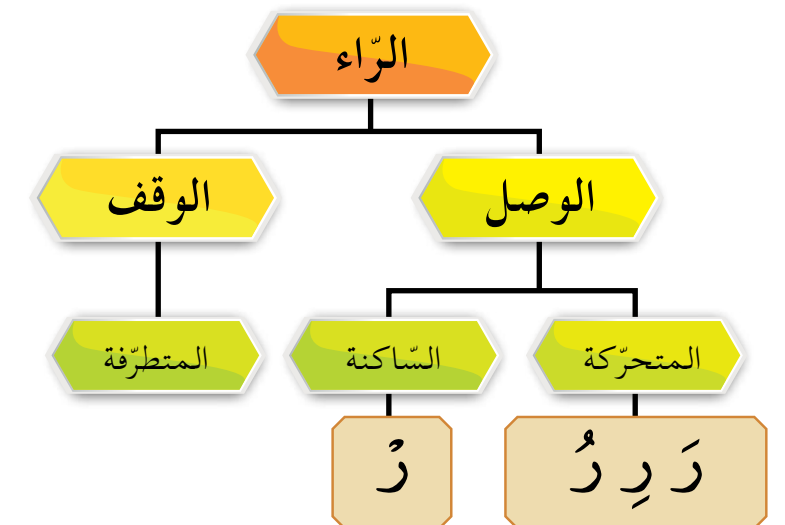 الرّاء
الوصل
الوقف
المتحرّكة
السّاكنة
المتطرّفة
رَ رِ رُ
رْ